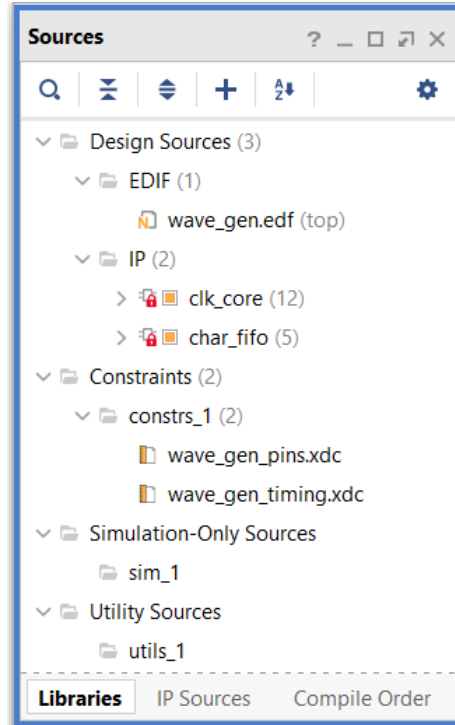 Sources
Design Sources (3)
EDIF (1)
wave_gen.edf (top)
IP (2)
clk_core (12)
char_fifo (5)
Constraints (2)
constrs_1 (2)
wave_gen_pins.xdc
wave_gen_timing.xdc
Simulation-Only Sources
sim_1
Utility Sources
utils_1
Libraries IP Sources Compile Order